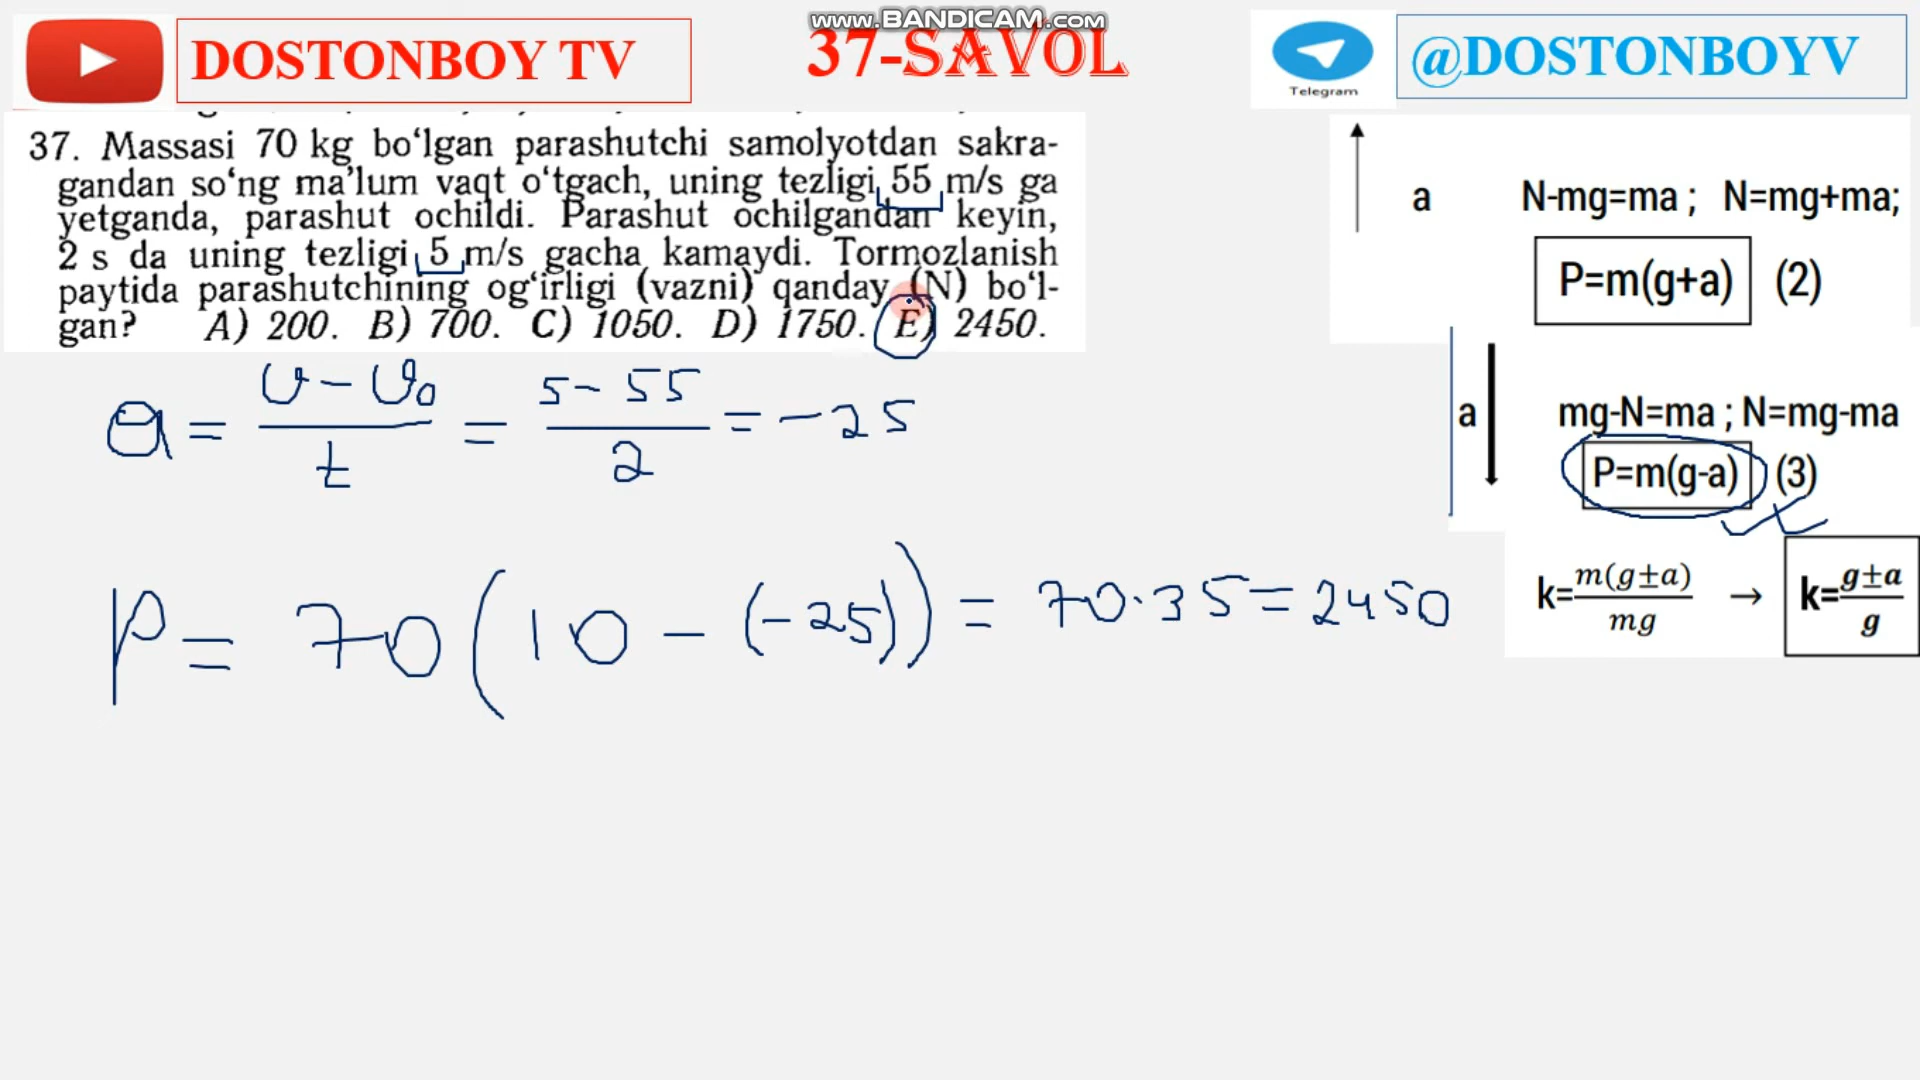 www.BANDICAM.com
DOSTONBOY TV
37-SAVOL
Telegram
@DOSTONBOYV
37. Massasi 70 kg bo‘lgan parashutchi samolyotdan sakra-
gandan so‘ng ma’lum vaqt o‘tgach, uning tezligi 55 m/s ga
yetganda, parashut ochildi. Parashut ochilgandan keyin,
2 s da uning tezligi 5 m/s gacha kamaydi. Tormozlanish
paytida parashutchining og‘irligi (vazni) qanday (N) bo‘l-
gan? A) 200. B) 700. C) 1050. D) 1750. E) 2450.
a N-mg=ma ; N=mg+ma;
P=m(g+a) (2)
a mg-N=ma ; N=mg-ma
P=m(g-a) (3)
k=m(g±a)/mg → k=g±a/g
a = υ - υ₀ / t = 5 - 55 / 2 = -25
P = 70 (10 - (-25)) = 70·35 = 2450